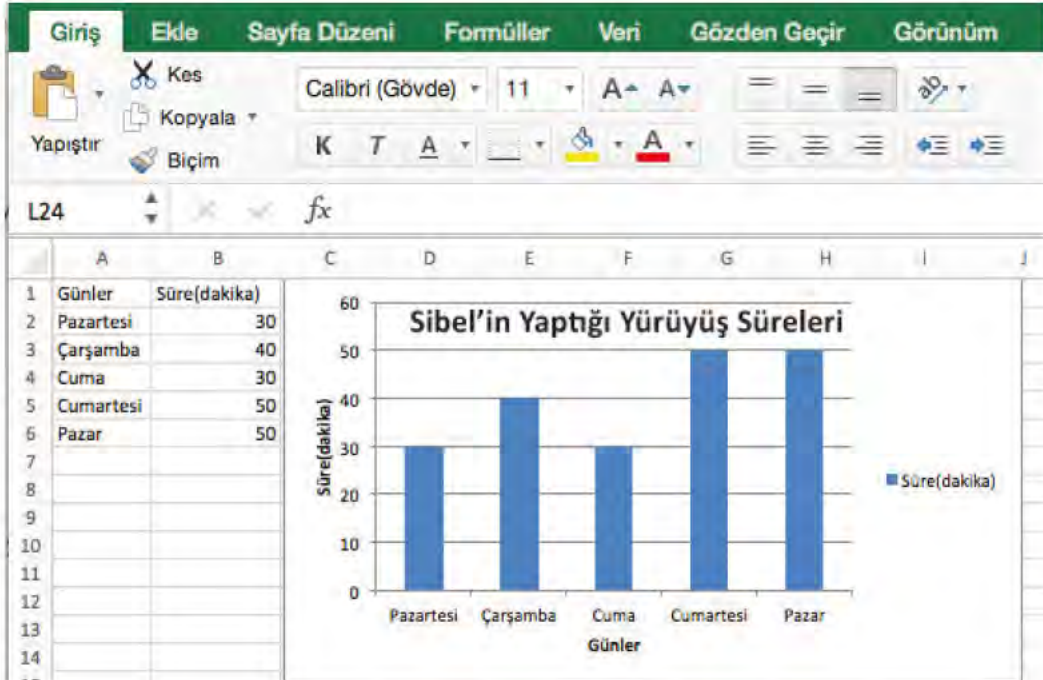 Giriş Ekle Sayfa Düzeni Formüller Veri Gözden Geçir Görünüm
Kes
Kopyala
Biçim
Yapıştır
Calibri (Gövde) 11 A A
K T A A ab
L24 fx
A B C D E F G H I J
1 Günler Süre(dakika)
2 Pazartesi 30
3 Çarşamba 40
4 Cuma 30
5 Cumartesi 50
6 Pazar 50
7
8
9
10
11
12
13
14
Sibel'in Yaptığı Yürüyüş Süreleri
60
50
40
30
20
10
0
Süre(dakika)
Pazartesi Çarşamba Cuma Cumartesi Pazar
Günler
Süre(dakika)